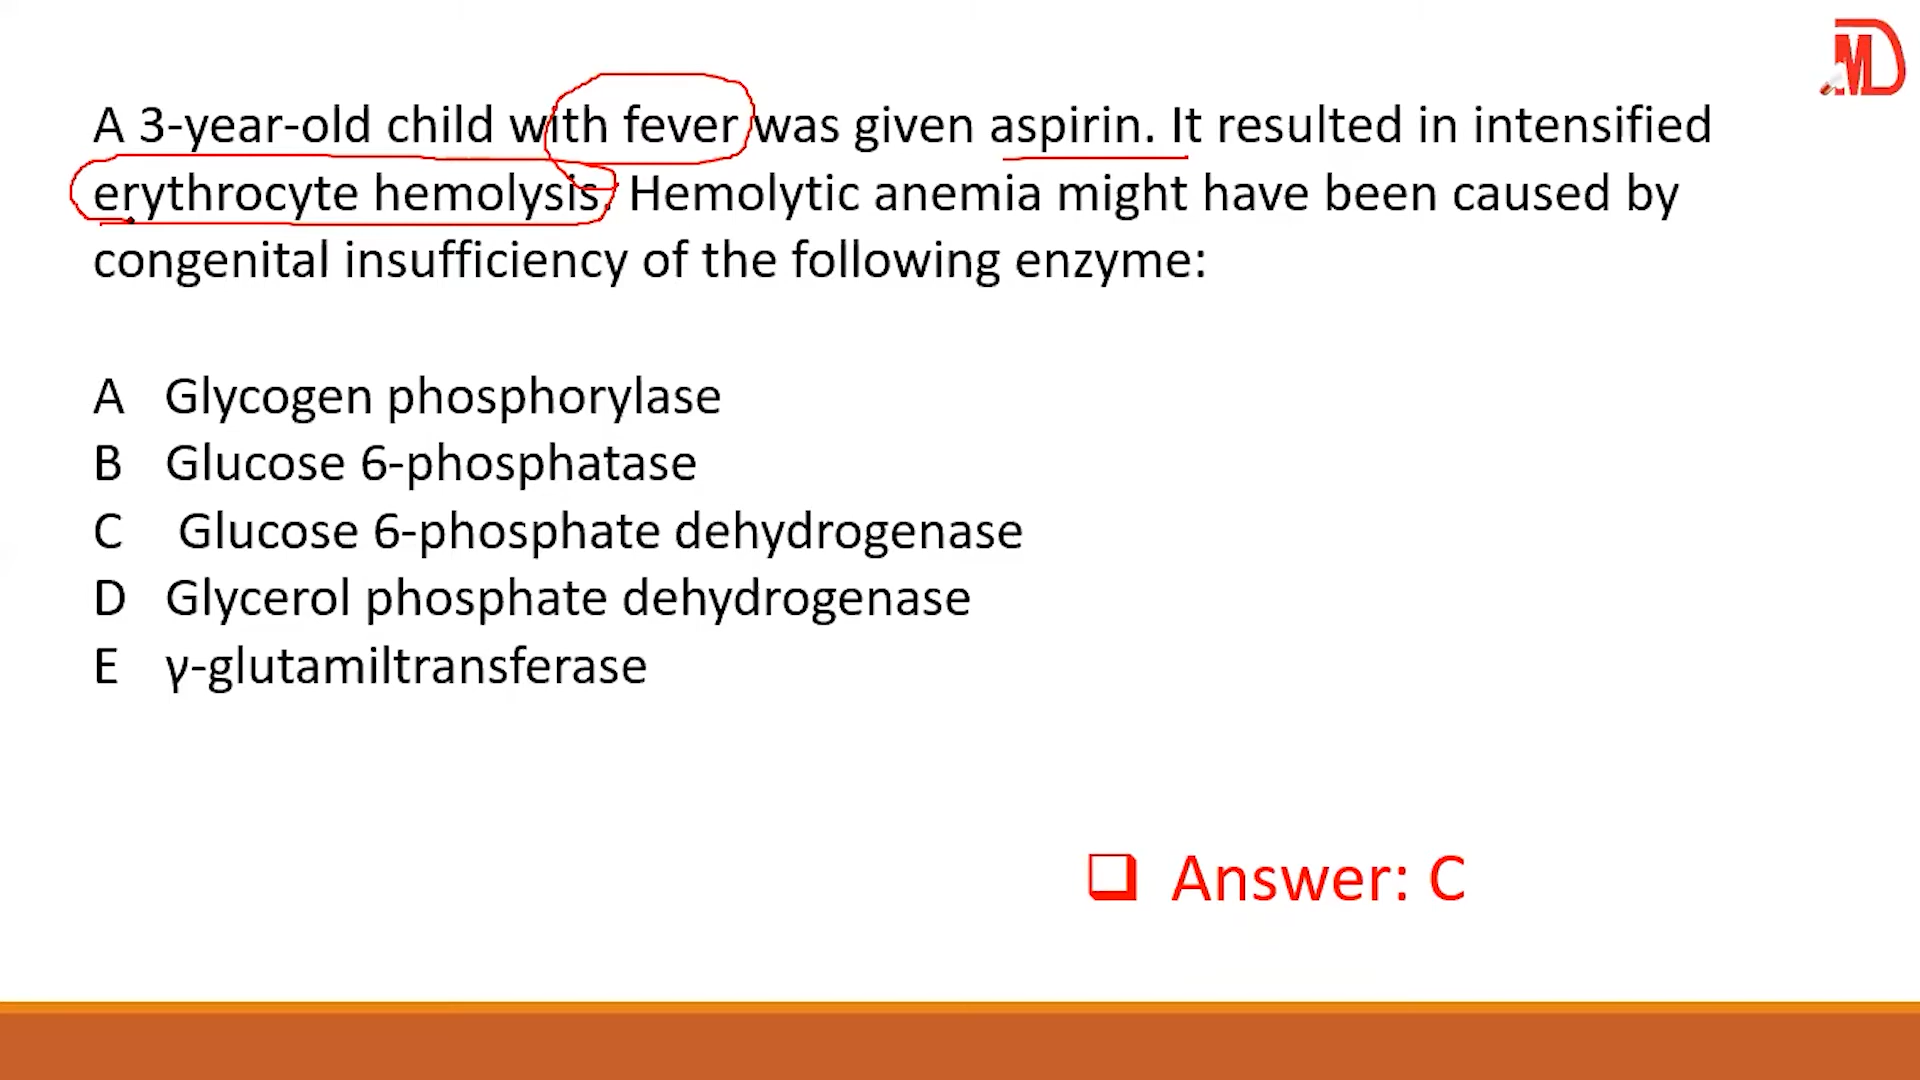 MD
A 3-year-old child with fever was given aspirin. It resulted in intensified
erythrocyte hemolysis. Hemolytic anemia might have been caused by
congenital insufficiency of the following enzyme:
A Glycogen phosphorylase
B Glucose 6-phosphatase
C Glucose 6-phosphate dehydrogenase
D Glycerol phosphate dehydrogenase
E γ-glutamiltransferase
Answer: C